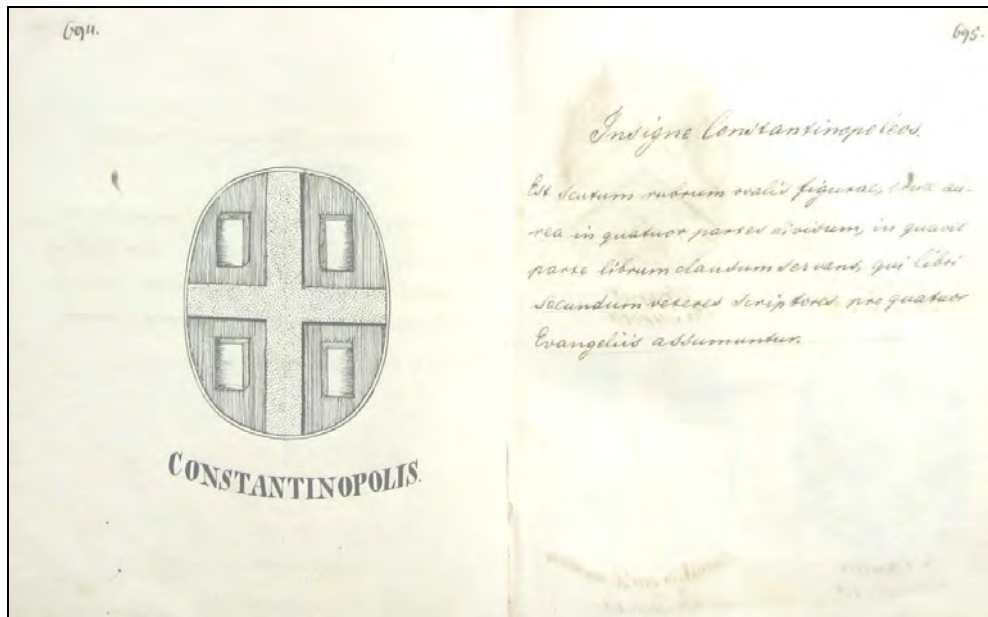 694.
CONSTANTINOPOLIS.
695.
Insigne Constantinopoleos.
Est scutum rubrum ovalis figurae, cruce au-
rea in quatuor partes divisum, in quavis
parte librum clausum servans, qui libri
secundum veteres scriptores pro quatuor
Evangeliis assumuntur.